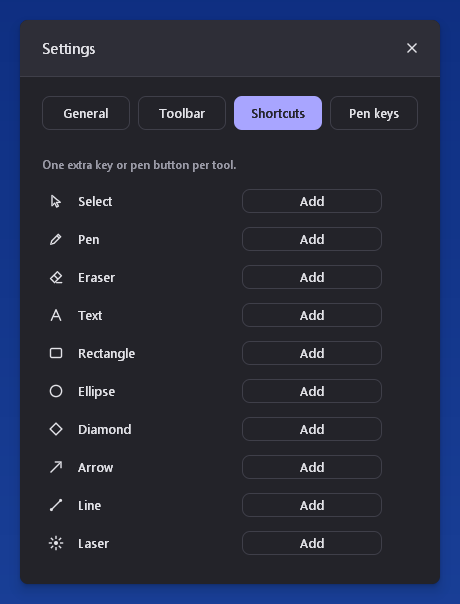 Settings
General Toolbar Shortcuts Pen keys
One extra key or pen button per tool.
Select Add
Pen Add
Eraser Add
Text Add
Rectangle Add
Ellipse Add
Diamond Add
Arrow Add
Line Add
Laser Add